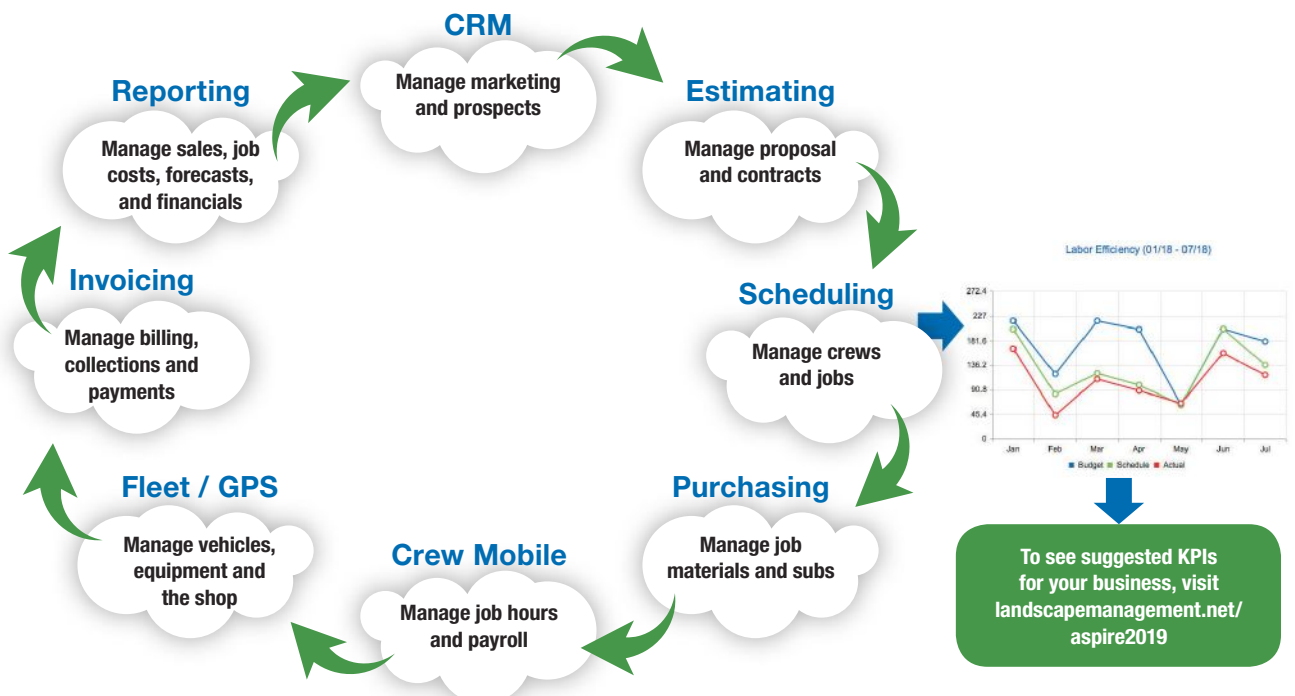 CRM
Manage marketing
and prospects
Estimating
Manage proposal
and contracts
Scheduling
Manage crews
and jobs
Purchasing
Manage job
materials and subs
Crew Mobile
Manage job hours
and payroll
Fleet / GPS
Manage vehicles,
equipment and
the shop
Invoicing
Manage billing,
collections and
payments
Reporting
Manage sales, job
costs, forecasts,
and financials
Labor Efficiency (01/18 - 07/18)
272.4
227
181.6
136.2
90.8
45.4
0
Jan Feb Mar Apr May Jun Jul
Budget Schedule Actual
To see suggested KPIs
for your business, visit
landscapemanagement.net/
aspire2019